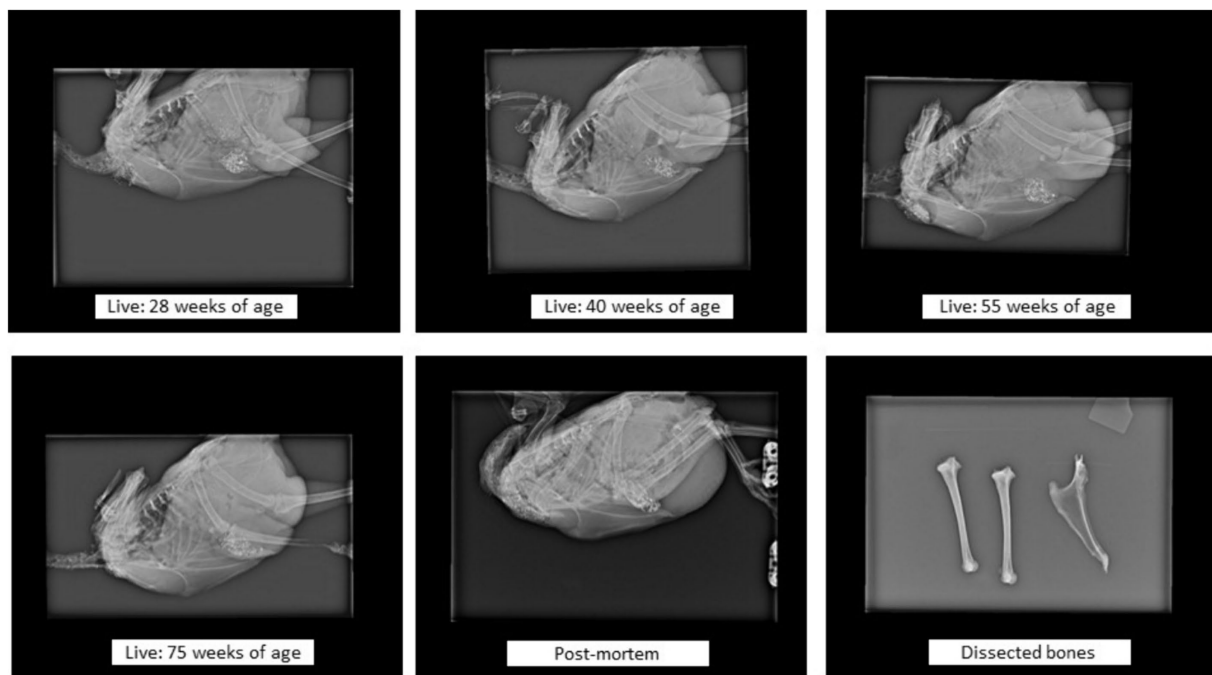 Live: 28 weeks of age
Live: 40 weeks of age
Live: 55 weeks of age
Live: 75 weeks of age
Post-mortem
Dissected bones